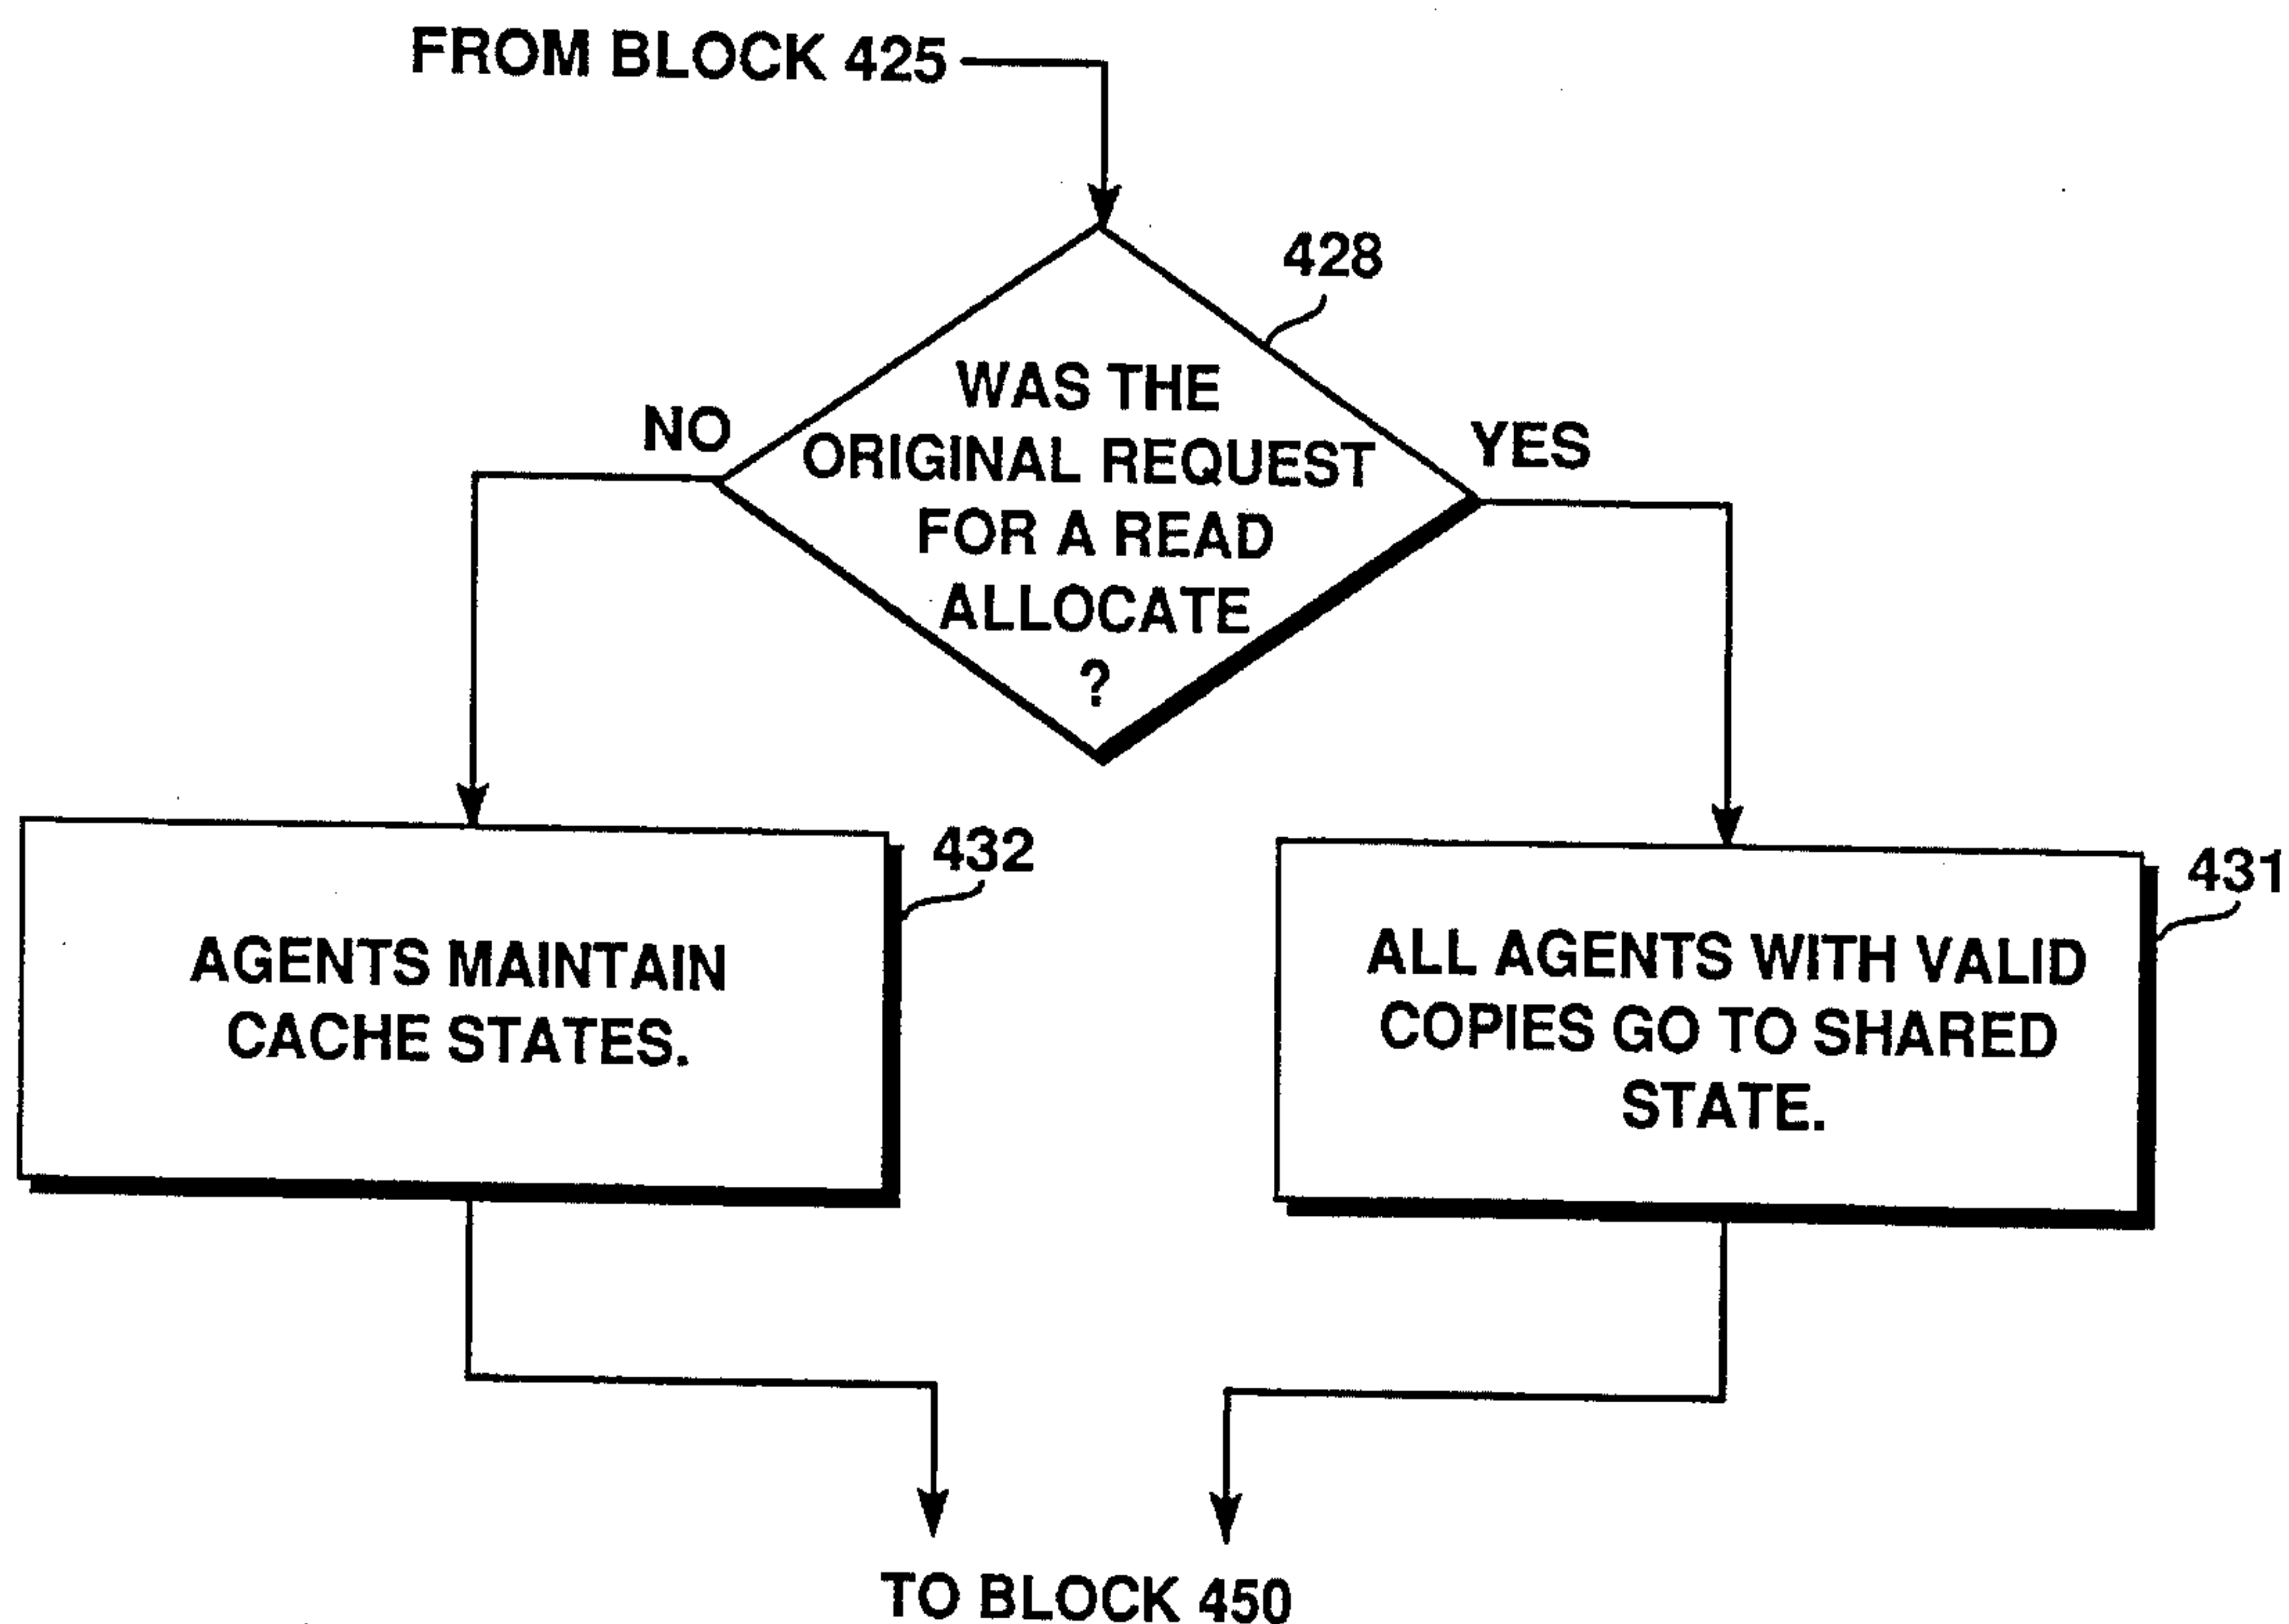 FROM BLOCK 425
428
WAS THE
ORIGINAL REQUEST
FOR A READ
ALLOCATE
?
NO
YES
432
AGENTS MAINTAIN
CACHE STATES.
431
ALL AGENTS WITH VALID
COPIES GO TO SHARED
STATE.
TO BLOCK 450